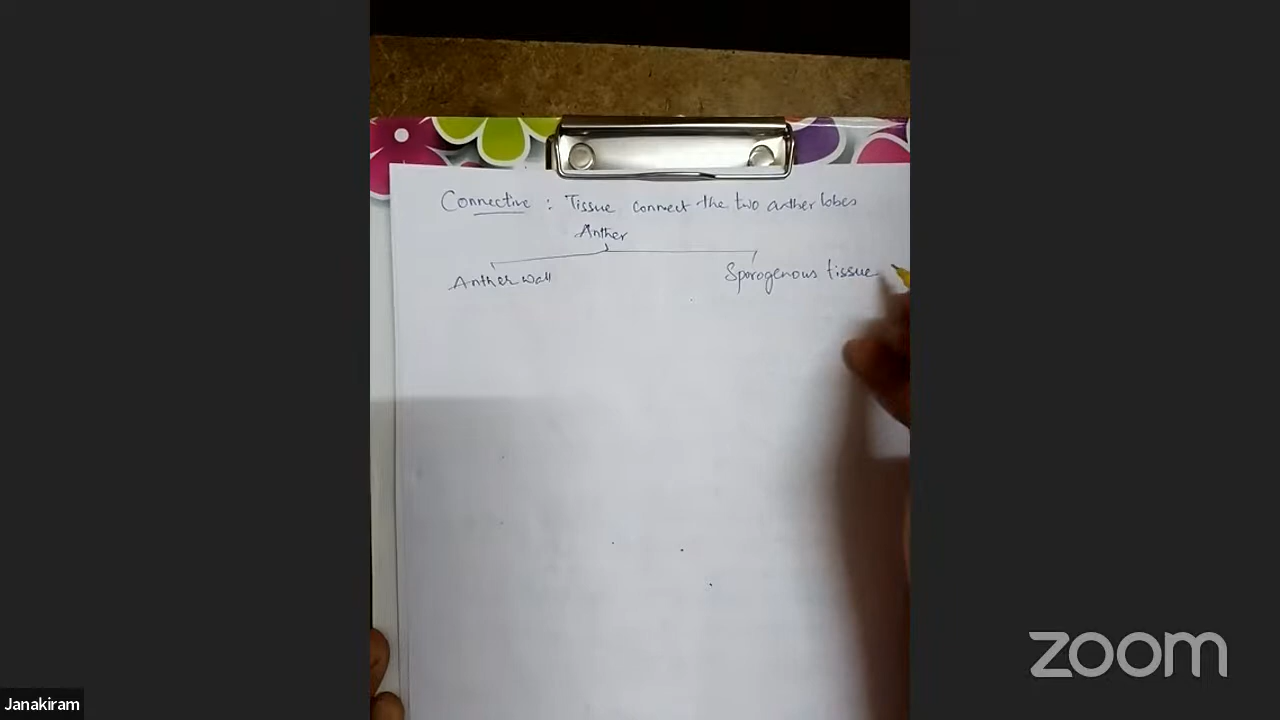 Connective : Tissue connect the two anther lobes
Anther
Anther wall Sporogenous tissue
zoom
Janakiram